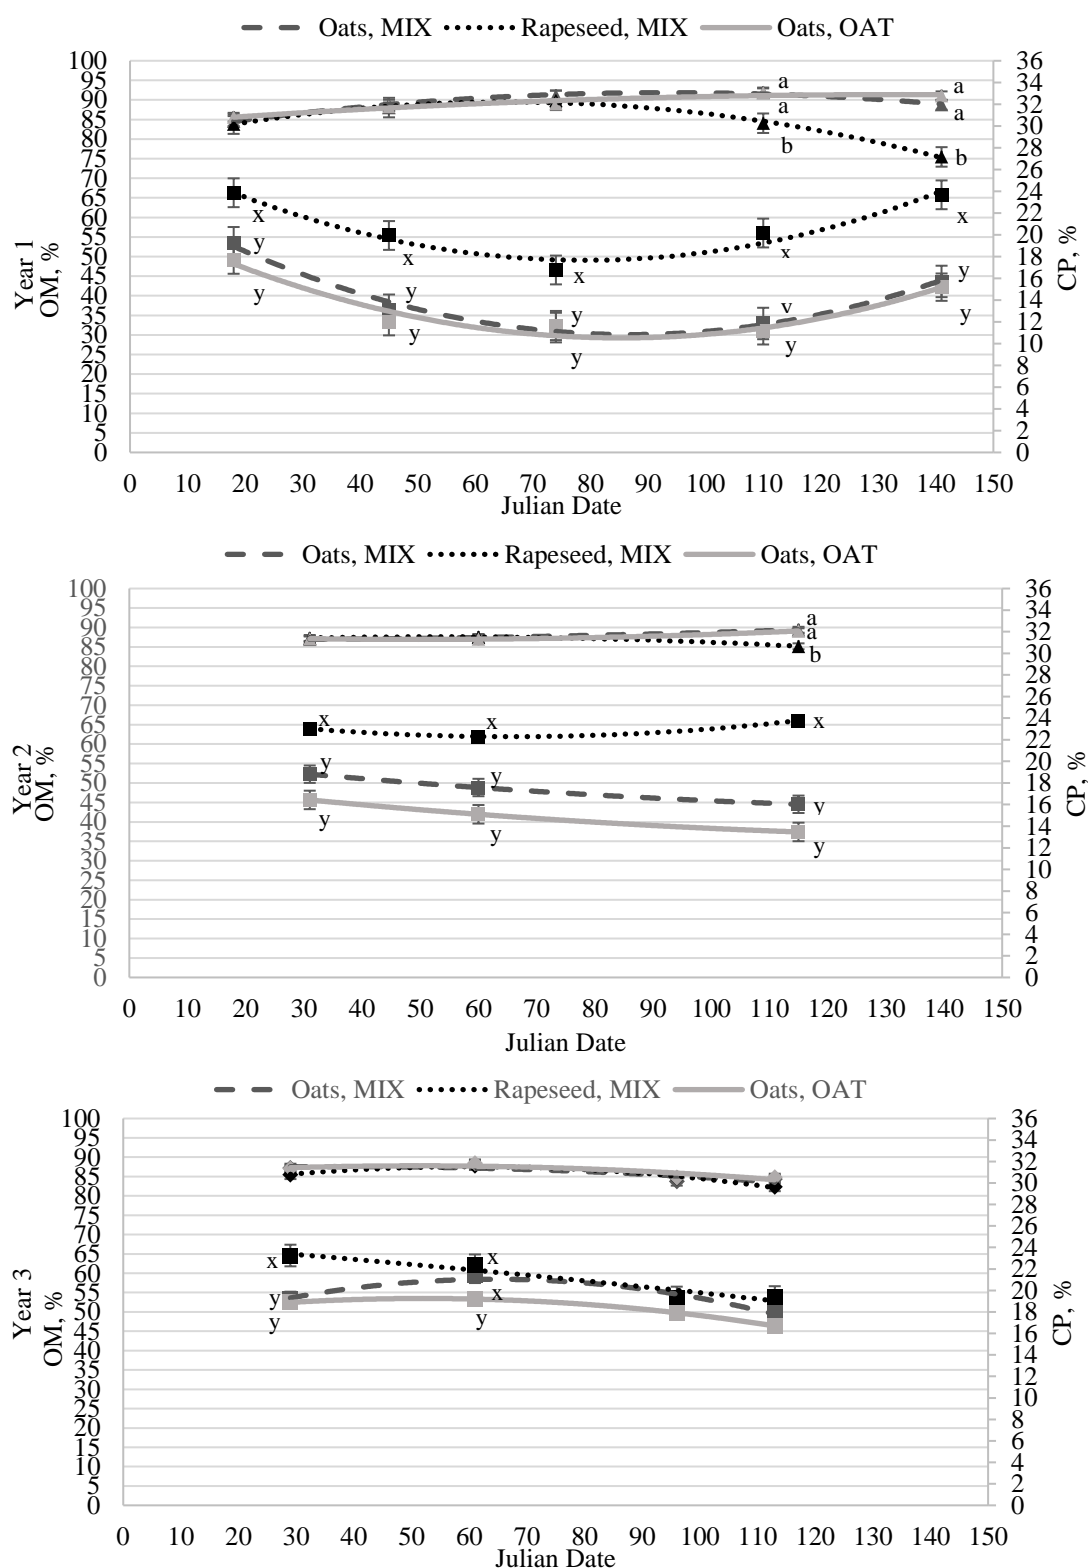 Oats, MIX Rapeseed, MIX Oats, OAT
100
95
90
85
80
75
70
65
60
55
50
45
40
35
30
25
20
15
10
5
0
Year 1
OM, %
a
a
a
a
b
b
x
x
x
x
x
y
y
y
y
y
y
v
y
y
y
36
34
32
30
28
26
24
22
20
18
16
14
12
10
8
6
4
2
0
CP, %
0 10 20 30 40 50 60 70 80 90 100 110 120 130 140 150
Julian Date
Oats, MIX Rapeseed, MIX Oats, OAT
100
95
90
85
80
75
70
65
60
55
50
45
40
35
30
25
20
15
10
5
0
Year 2
OM, %
a
a
b
x
x
x
y
y
y
y
y
y
36
34
32
30
28
26
24
22
20
18
16
14
12
10
8
6
4
2
0
CP, %
0 10 20 30 40 50 60 70 80 90 100 110 120 130 140 150
Julian Date
Oats, MIX Rapeseed, MIX Oats, OAT
100
95
90
85
80
75
70
65
60
55
50
45
40
35
30
25
20
15
10
5
0
Year 3
OM, %
x
x
y
x
y
y
36
34
32
30
28
26
24
22
20
18
16
14
12
10
8
6
4
2
0
CP, %
0 10 20 30 40 50 60 70 80 90 100 110 120 130 140 150
Julian Date